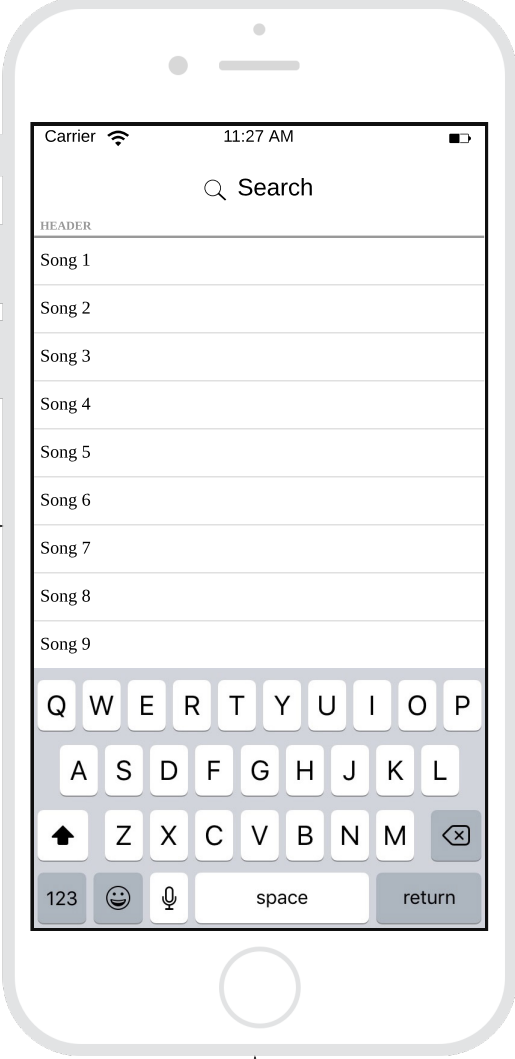 Carrier 11:27 AM
Search
HEADER
Song 1
Song 2
Song 3
Song 4
Song 5
Song 6
Song 7
Song 8
Song 9
Q W E R T Y U I O P
A S D F G H J K L
Z X C V B N M
123 space return